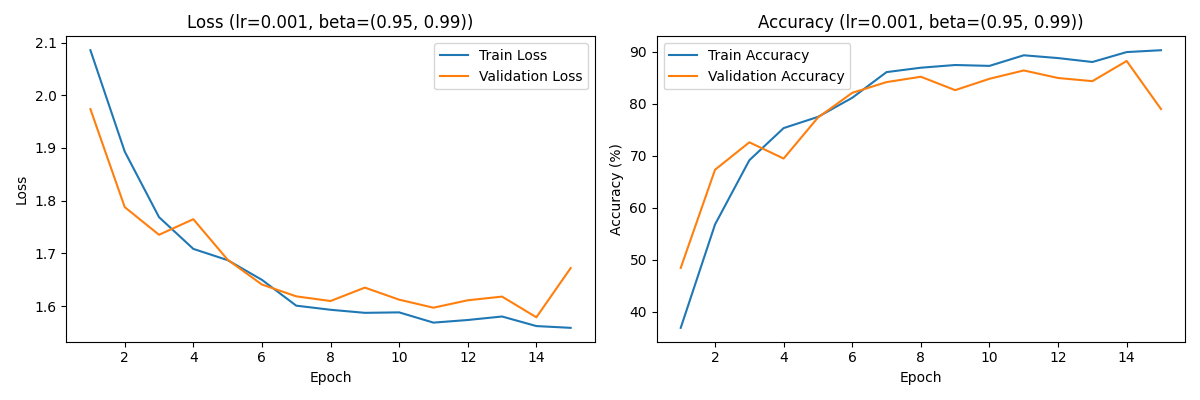 Loss (lr=0.001, beta=(0.95, 0.99))
2.1
2.0
1.9
1.8
1.7
1.6
Loss
2 4 6 8 10 12 14
Epoch
Train Loss
Validation Loss
Accuracy (lr=0.001, beta=(0.95, 0.99))
90
80
70
60
50
40
Accuracy (%)
2 4 6 8 10 12 14
Epoch
Train Accuracy
Validation Accuracy